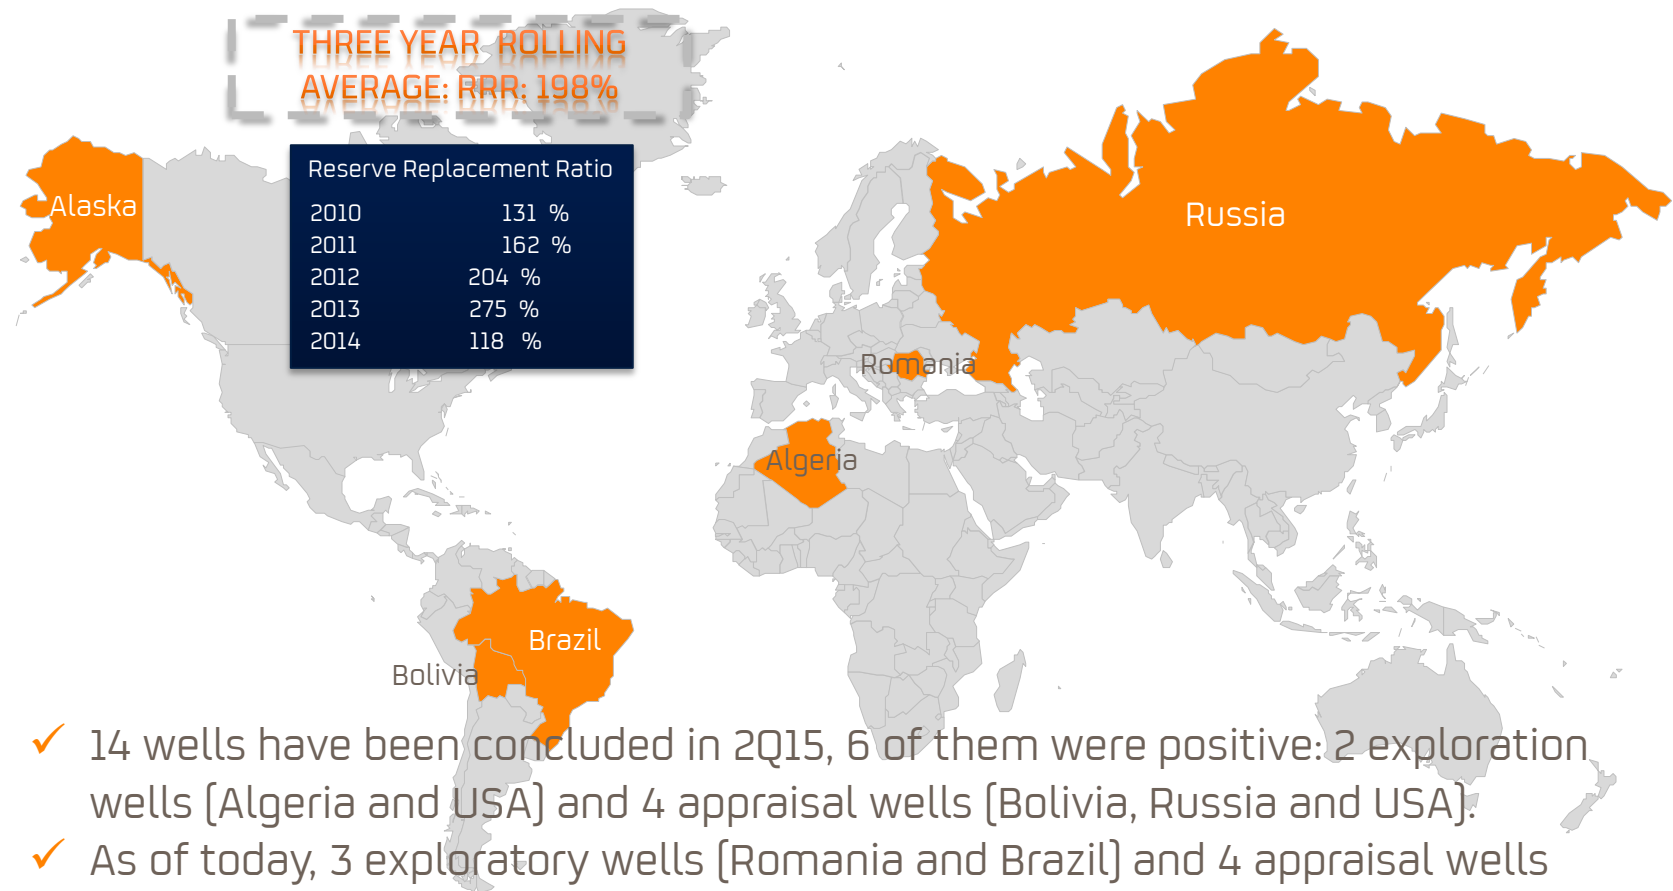 THREE YEAR ROLLING
AVERAGE: RRR: 198%
Reserve Replacement Ratio
2010 131 %
2011 162 %
2012 204 %
2013 275 %
2014 118 %
Alaska
Russia
Romania
Algeria
Brazil
Bolivia
✓ 14 wells have been concluded in 2Q15, 6 of them were positive: 2 exploration
wells (Algeria and USA) and 4 appraisal wells (Bolivia, Russia and USA).
✓ As of today, 3 exploratory wells (Romania and Brazil) and 4 appraisal wells